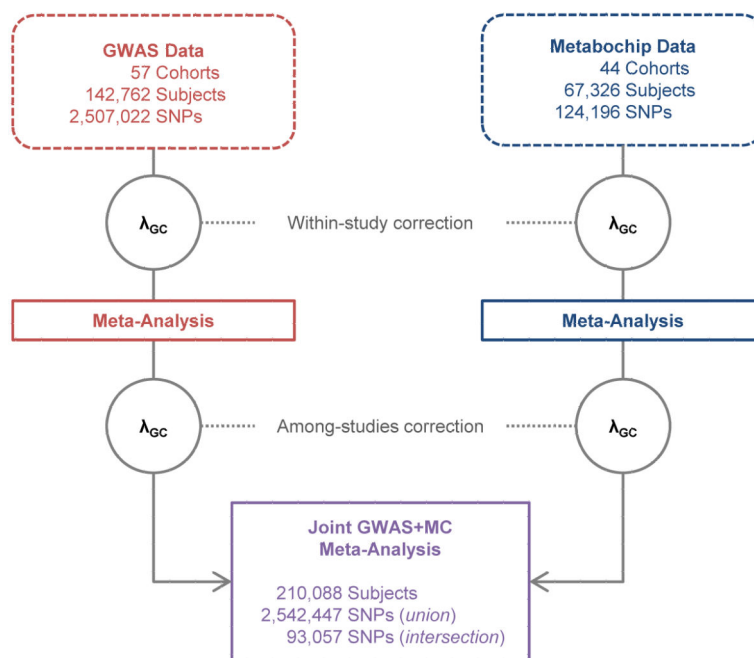 GWAS Data
57 Cohorts
142,762 Subjects
2,507,022 SNPs
Metabochip Data
44 Cohorts
67,326 Subjects
124,196 SNPs
λGC
Within-study correction
λGC
Meta-Analysis
Meta-Analysis
λGC
Among-studies correction
λGC
Joint GWAS+MC
Meta-Analysis
210,088 Subjects
2,542,447 SNPs (union)
93,057 SNPs (intersection)